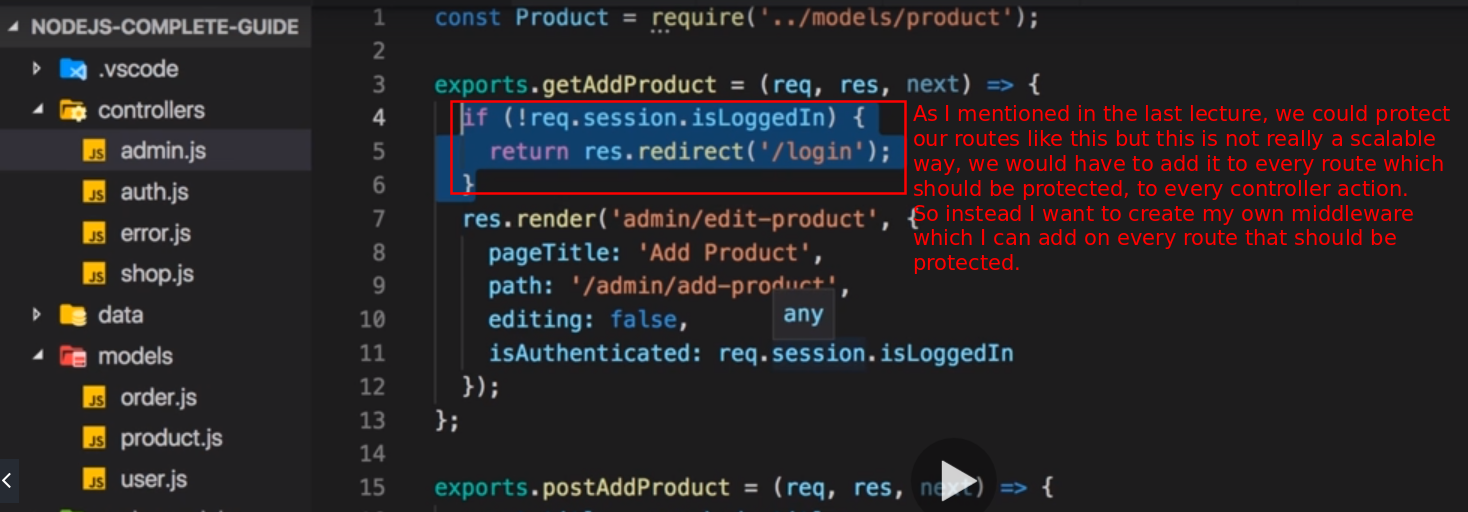 NODEJS-COMPLETE-GUIDE
.vscode
controllers
JS admin.js
JS auth.js
JS error.js
JS shop.js
data
models
JS order.js
JS product.js
JS user.js
1 const Product = require('../models/product');
2
3 exports.getAddProduct = (req, res, next) => {
4 if (!req.session.isLoggedIn) {
5 return res.redirect('/login');
6 }
7 res.render('admin/edit-product', {
8 pageTitle: 'Add Product',
9 path: '/admin/add-product',
any
10 editing: false,
11 isAuthenticated: req.session.isLoggedIn
12 });
13 };
14
15 exports.postAddProduct = (req, res, next) => {
As I mentioned in the last lecture, we could protect
our routes like this but this is not really a scalable
way, we would have to add it to every route which
should be protected, to every controller action.
So instead I want to create my own middleware
which I can add on every route that should be
protected.